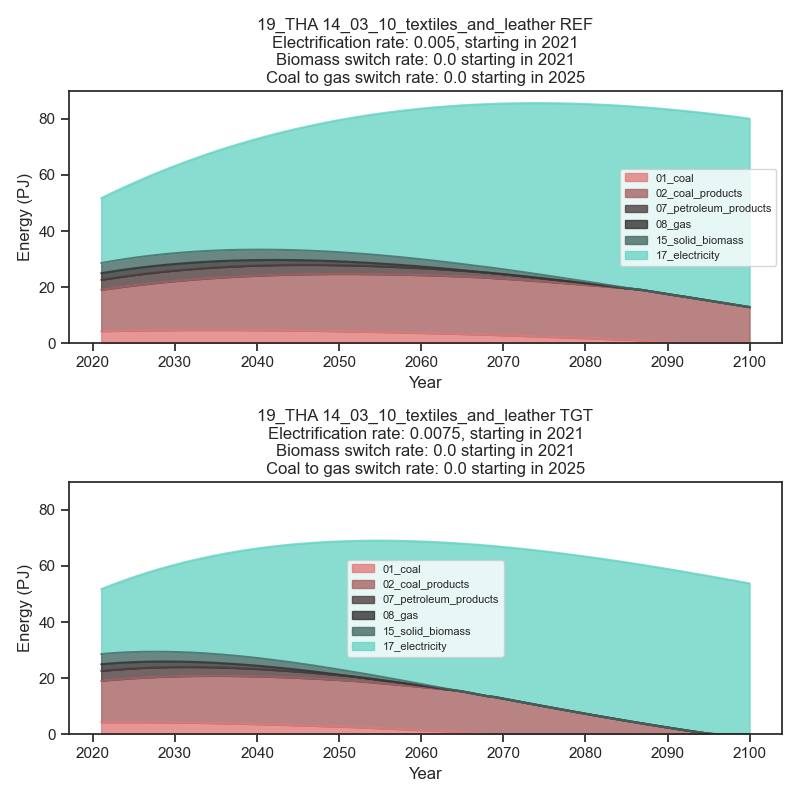 19_THA 14_03_10_textiles_and_leather REF
Electrification rate: 0.005, starting in 2021
Biomass switch rate: 0.0 starting in 2021
Coal to gas switch rate: 0.0 starting in 2025
80
60
40
20
0
Energy (PJ)
01_coal
02_coal_products
07_petroleum_products
08_gas
15_solid_biomass
17_electricity
2020 2030 2040 2050 2060 2070 2080 2090 2100
Year
19_THA 14_03_10_textiles_and_leather TGT
Electrification rate: 0.0075, starting in 2021
Biomass switch rate: 0.0 starting in 2021
Coal to gas switch rate: 0.0 starting in 2025
80
60
40
20
0
Energy (PJ)
01_coal
02_coal_products
07_petroleum_products
08_gas
15_solid_biomass
17_electricity
2020 2030 2040 2050 2060 2070 2080 2090 2100
Year